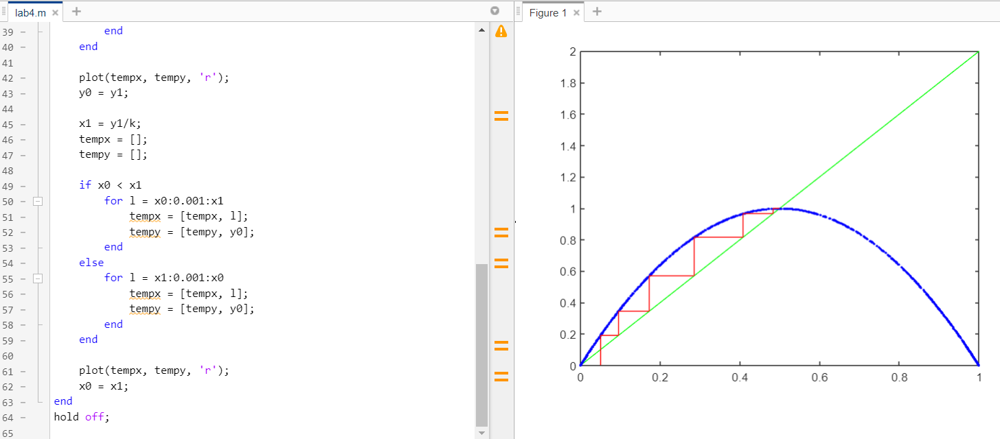 lab4.m × +
39 - end
40 - end
41
42 - plot(tempx, tempy, 'r');
43 - y0 = y1;
44
45 - x1 = y1/k;
46 - tempx = [];
47 - tempy = [];
48
49 - if x0 < x1
50 - for l = x0:0.001:x1
51 - tempx = [tempx, l];
52 - tempy = [tempy, y0];
53 - end
54 - else
55 - for l = x1:0.001:x0
56 - tempx = [tempx, l];
57 - tempy = [tempy, y0];
58 - end
59 - end
60
61 - plot(tempx, tempy, 'r');
62 - x0 = x1;
63 - end
64 - hold off;
65
Figure 1 × +
2
1.8
1.6
1.4
1.2
1
0.8
0.6
0.4
0.2
0
0 0.2 0.4 0.6 0.8 1